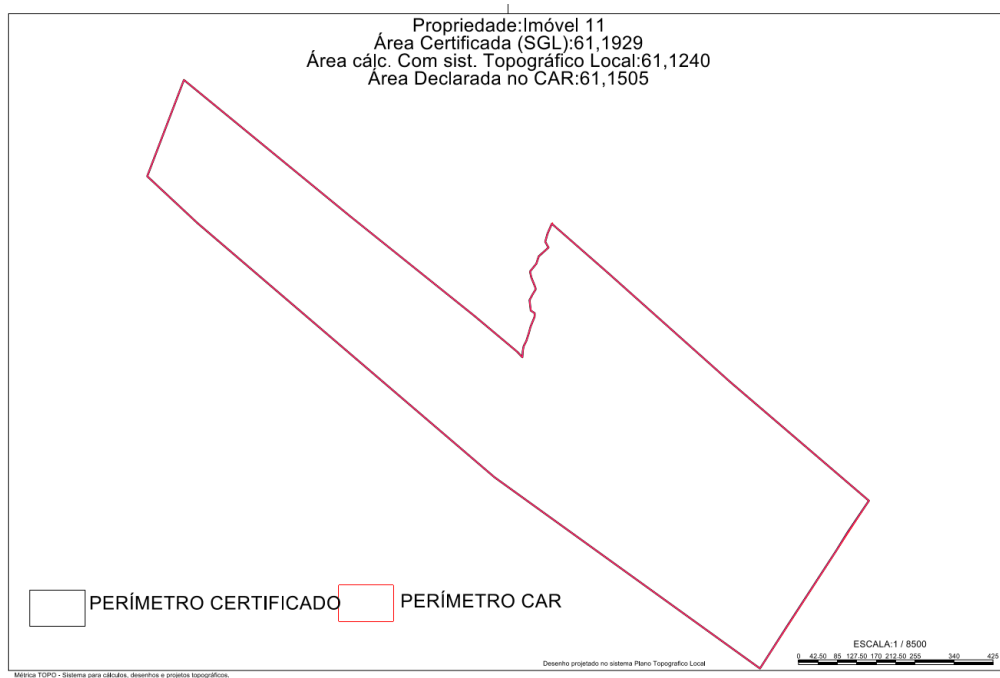 Propriedade:Imóvel 11
Área Certificada (SGL):61,1929
Área cálc. Com sist. Topográfico Local:61,1240
Área Declarada no CAR:61,1505
PERÍMETRO CERTIFICADO
PERÍMETRO CAR
ESCALA:1 / 8500
0 42.50 85 127.50 170 212.50 255 340 425
Desenho projetado no sistema Plano Topografico Local
Métrica TOPO - Sistema para cálculos, desenhos e projetos topográficos.